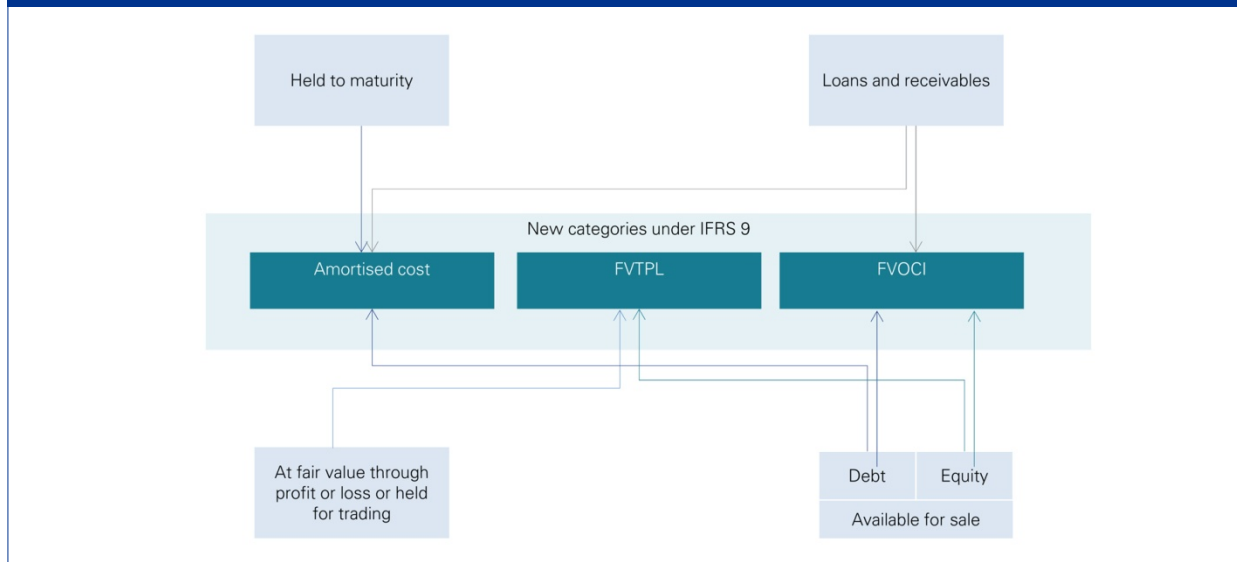 Held to maturity
Loans and receivables
New categories under IFRS 9
Amortised cost
FVTPL
FVOCI
At fair value through
profit or loss or held
for trading
Debt
Equity
Available for sale